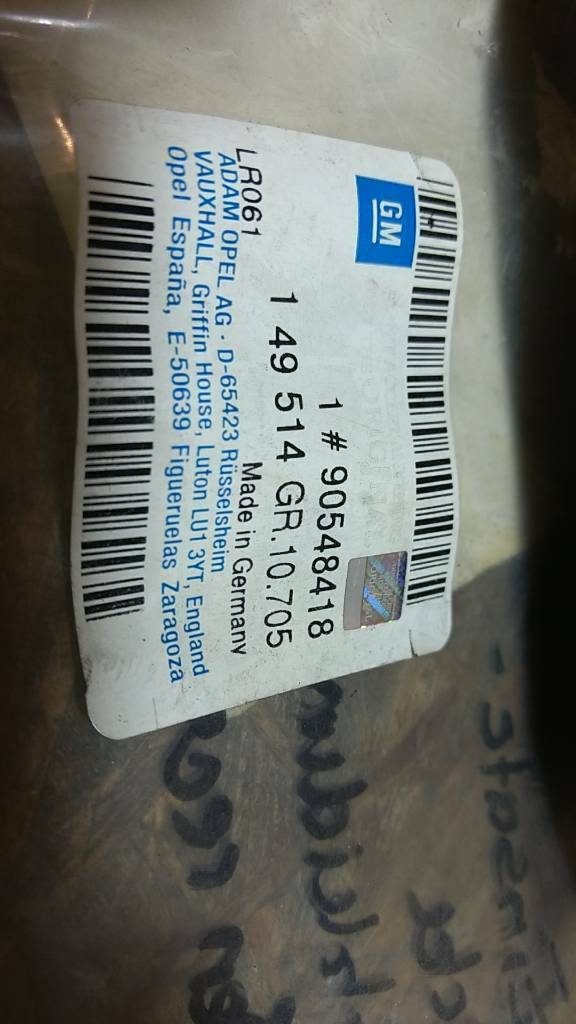 GM
1 # 90548418
1 49 514 GR.10.705
Made in Germany
LR061
ADAM OPEL AG · D-65423 Rüsselsheim
VAUXHALL, Griffin House, Luton LU1 3YT, England
Opel España, E-50639 Figueruelas Zaragoza